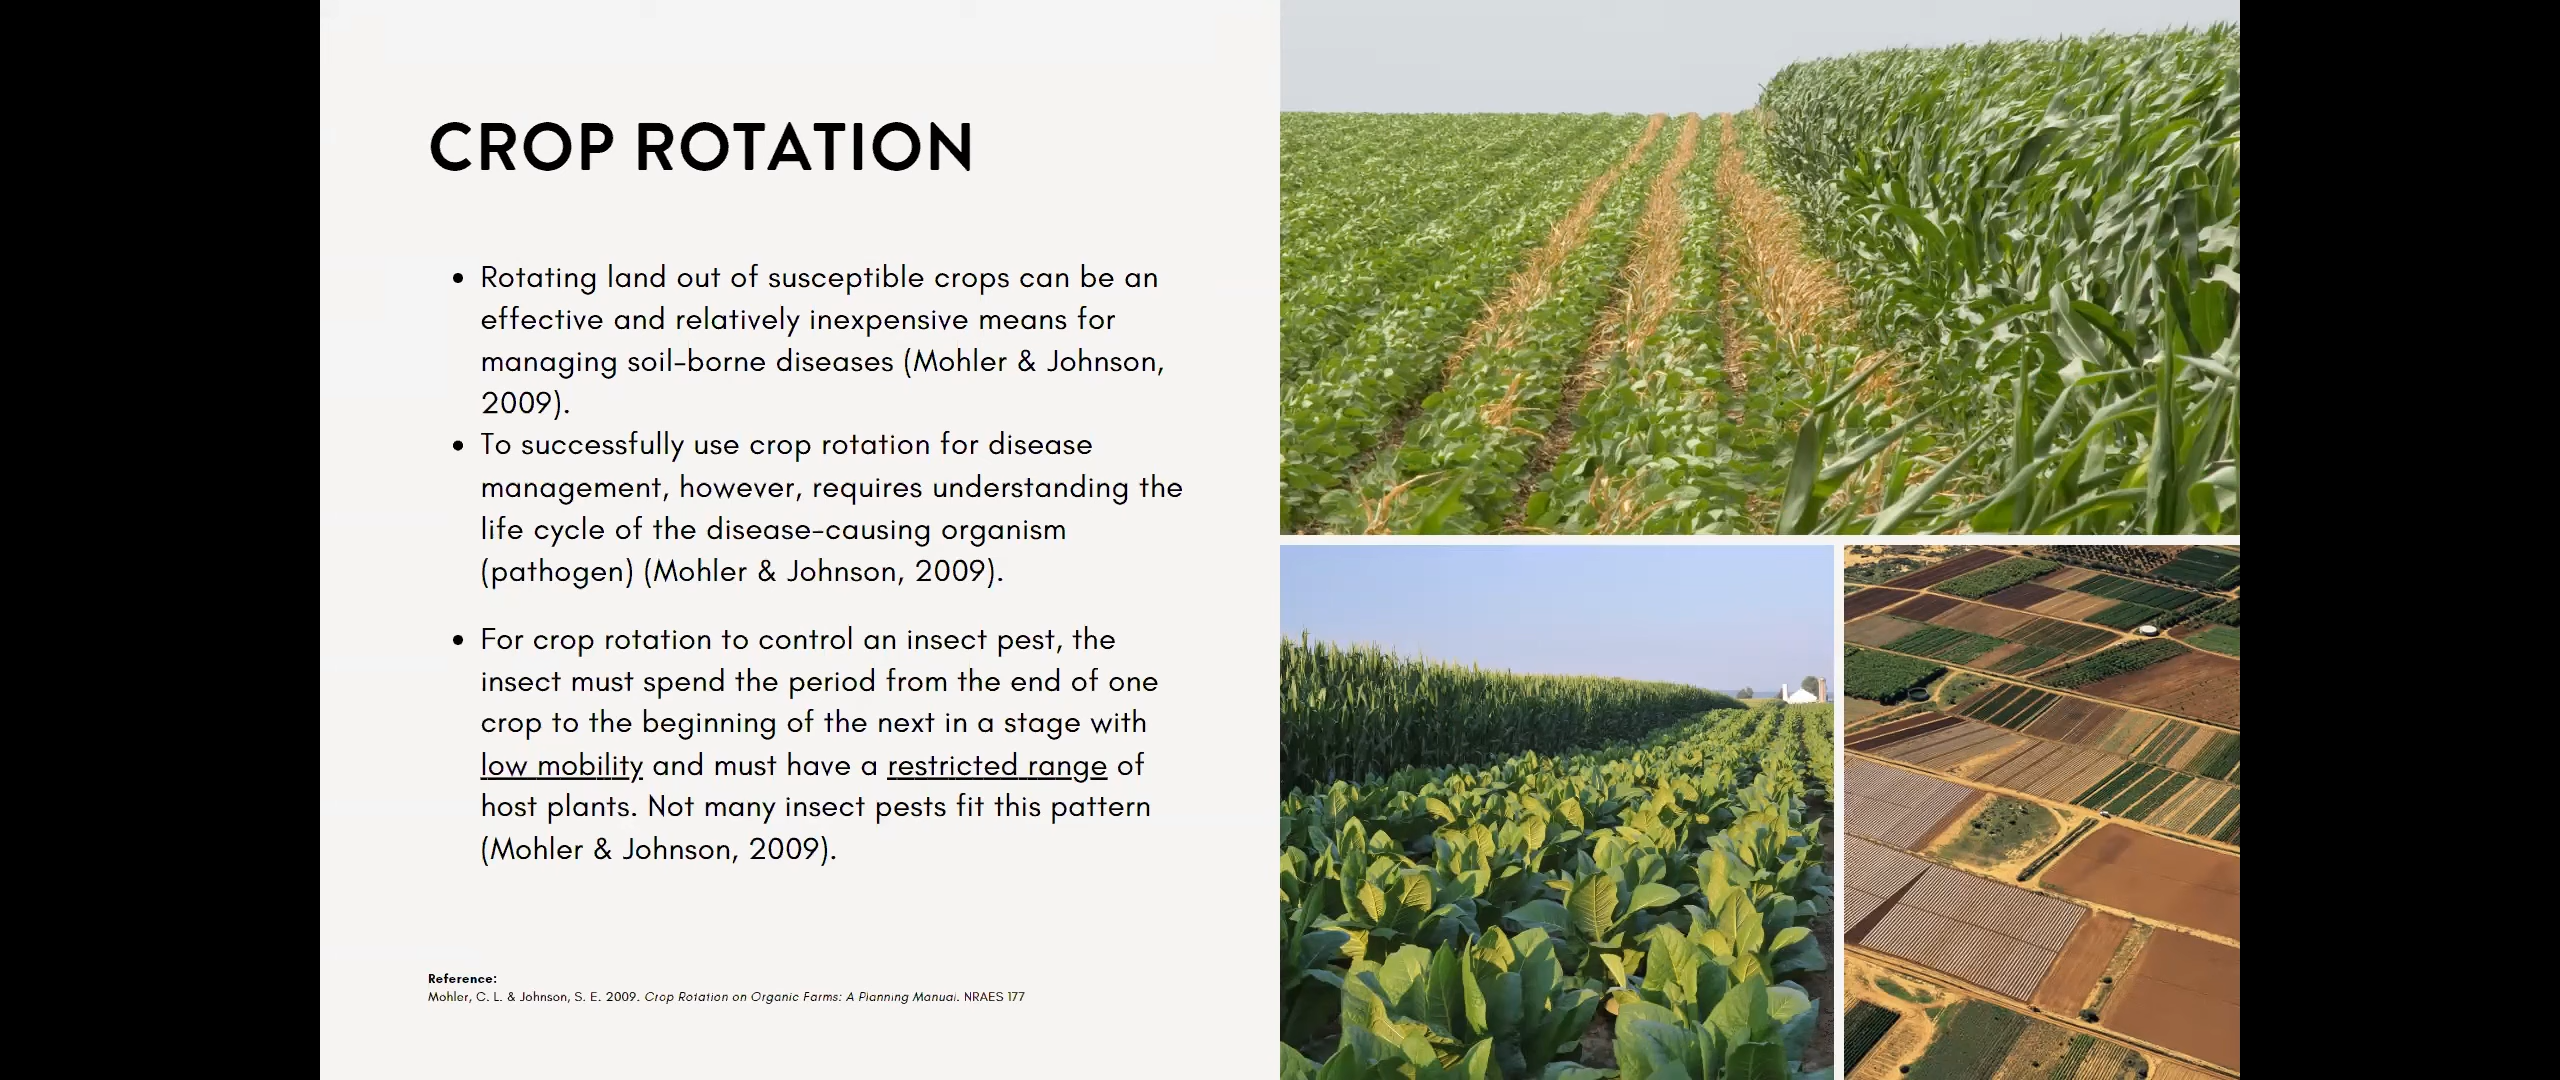 CROP ROTATION
• Rotating land out of susceptible crops can be an
effective and relatively inexpensive means for
managing soil-borne diseases (Mohler & Johnson,
2009).
• To successfully use crop rotation for disease
management, however, requires understanding the
life cycle of the disease-causing organism
(pathogen) (Mohler & Johnson, 2009).
• For crop rotation to control an insect pest, the
insect must spend the period from the end of one
crop to the beginning of the next in a stage with
low mobility and must have a restricted range of
host plants. Not many insect pests fit this pattern
(Mohler & Johnson, 2009).
Reference:
Mohler, C. L. & Johnson, S. E. 2009. Crop Rotation on Organic Farms: A Planning Manual. NRAES 177